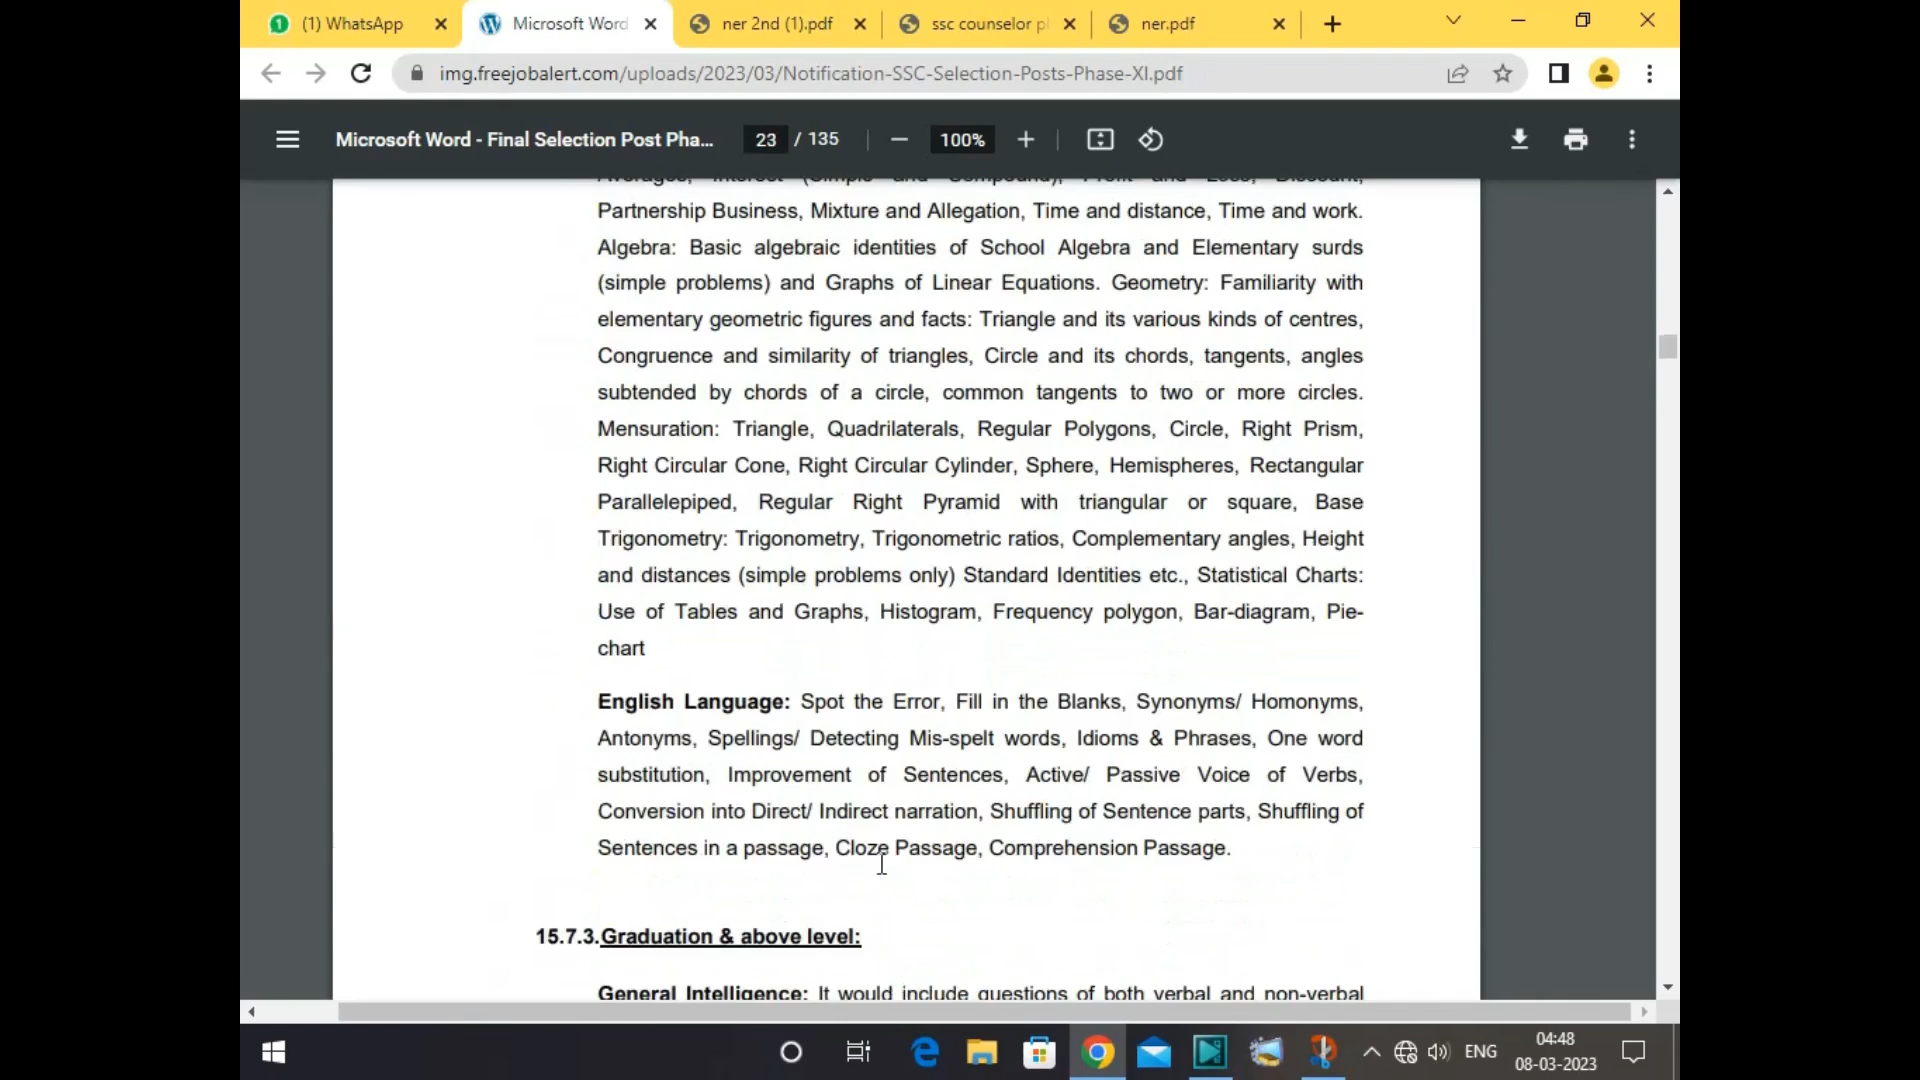 (1) WhatsApp
Microsoft Word
ner 2nd (1).pdf
ssc counselor p
ner.pdf
img.freejobalert.com/uploads/2023/03/Notification-SSC-Selection-Posts-Phase-XI.pdf
Microsoft Word - Final Selection Post Pha...
23 / 135
100%
Averages, Interest (Simple and Compound), Profit and Loss, Discount,
Partnership Business, Mixture and Allegation, Time and distance, Time and work.
Algebra: Basic algebraic identities of School Algebra and Elementary surds
(simple problems) and Graphs of Linear Equations. Geometry: Familiarity with
elementary geometric figures and facts: Triangle and its various kinds of centres,
Congruence and similarity of triangles, Circle and its chords, tangents, angles
subtended by chords of a circle, common tangents to two or more circles.
Mensuration: Triangle, Quadrilaterals, Regular Polygons, Circle, Right Prism,
Right Circular Cone, Right Circular Cylinder, Sphere, Hemispheres, Rectangular
Parallelepiped, Regular Right Pyramid with triangular or square, Base
Trigonometry: Trigonometry, Trigonometric ratios, Complementary angles, Height
and distances (simple problems only) Standard Identities etc., Statistical Charts:
Use of Tables and Graphs, Histogram, Frequency polygon, Bar-diagram, Pie-
chart
English Language: Spot the Error, Fill in the Blanks, Synonyms/ Homonyms,
Antonyms, Spellings/ Detecting Mis-spelt words, Idioms & Phrases, One word
substitution, Improvement of Sentences, Active/ Passive Voice of Verbs,
Conversion into Direct/ Indirect narration, Shuffling of Sentence parts, Shuffling of
Sentences in a passage, Cloze Passage, Comprehension Passage.
15.7.3.Graduation & above level:
General Intelligence: It would include questions of both verbal and non-verbal
ENG
04:48
08-03-2023